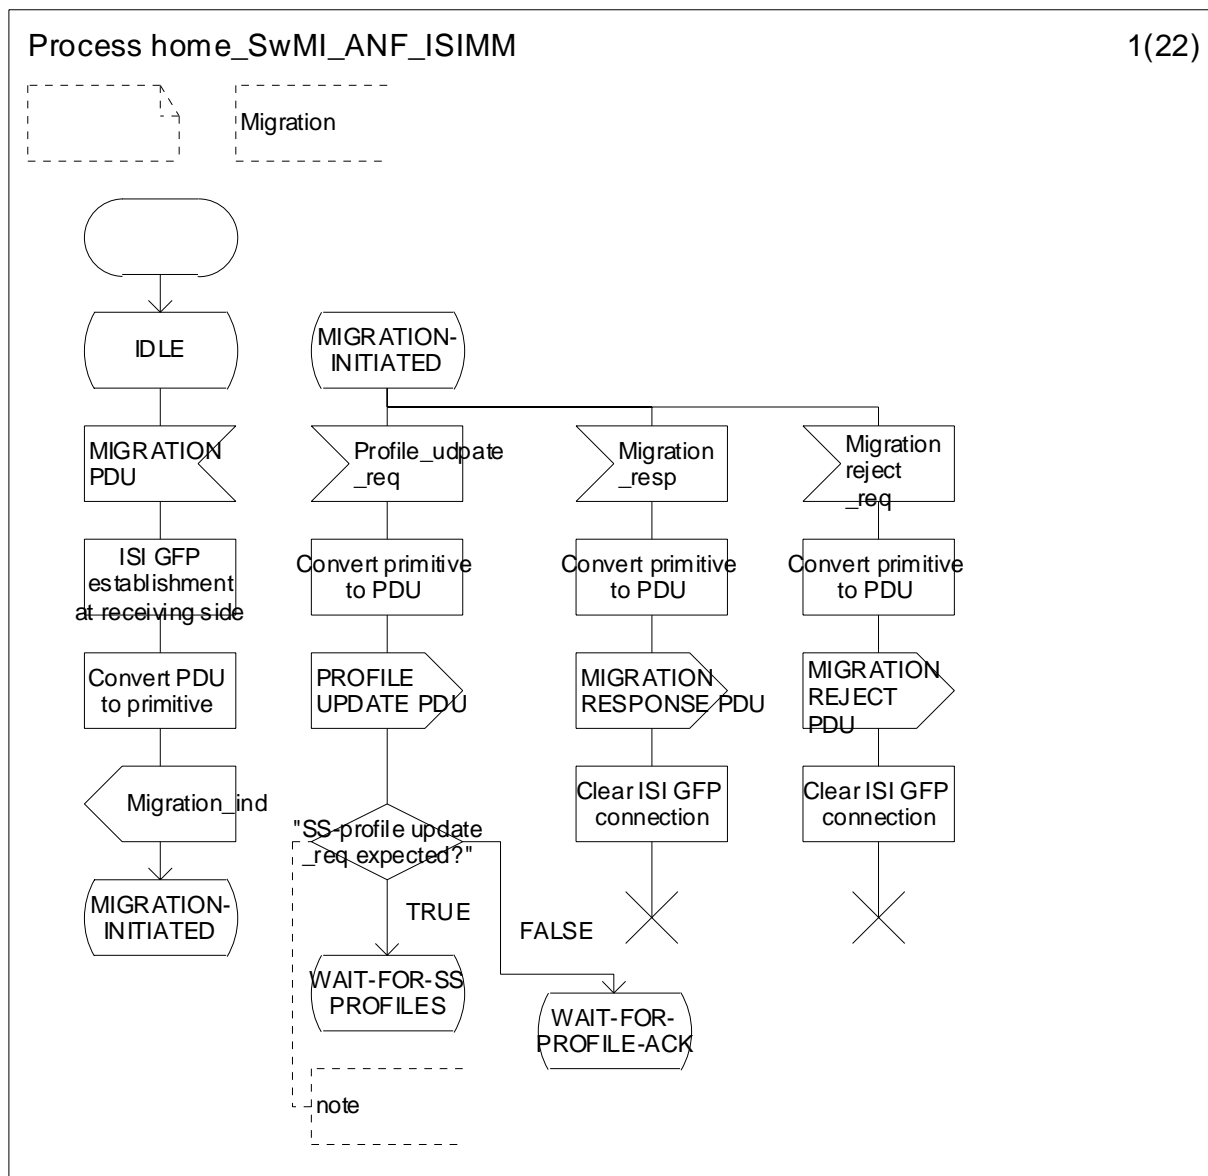 Process home_SwMI_ANF_ISIMM
1(22)
Migration
IDLE
MIGRATION
PDU
ISI GFP
establishment
at receiving side
Convert PDU
to primitive
Migration_ind
MIGRATION-
INITIATED
MIGRATION-
INITIATED
Profile_udpate
_req
Convert primitive
to PDU
PROFILE
UPDATE PDU
"SS-profile update
_req expected?"
TRUE
FALSE
WAIT-FOR-SS
PROFILES
WAIT-FOR-
PROFILE-ACK
note
Migration
_resp
Convert primitive
to PDU
MIGRATION
RESPONSE PDU
Clear ISI GFP
connection
Migration
reject
_req
Convert primitive
to PDU
MIGRATION
REJECT
PDU
Clear ISI GFP
connection